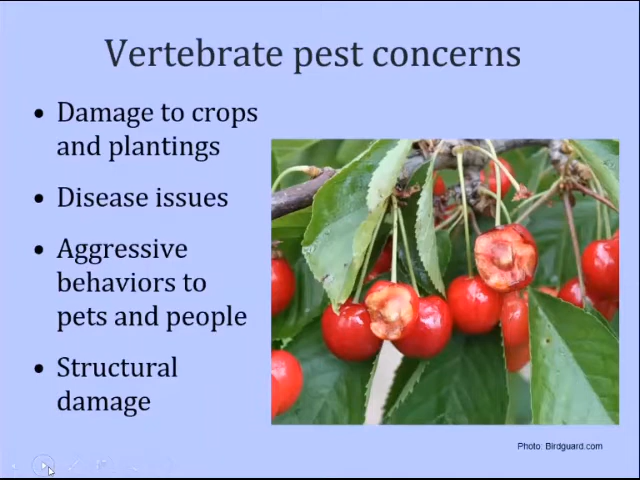 Vertebrate pest concerns
• Damage to crops
and plantings
• Disease issues
• Aggressive
behaviors to
pets and people
• Structural
damage
Photo: Birdguard.com